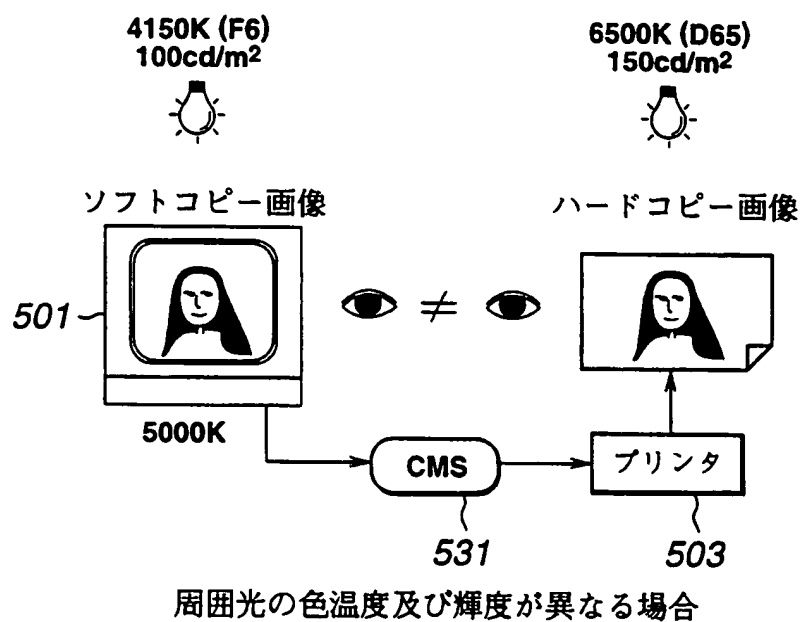 4150K (F6)
100cd/m2
6500K (D65)
150cd/m2
ソフトコピー画像
ハードコピー画像
501
≠
5000K
CMS
プリンタ
531
503
周囲光の色温度及び輝度が異なる場合